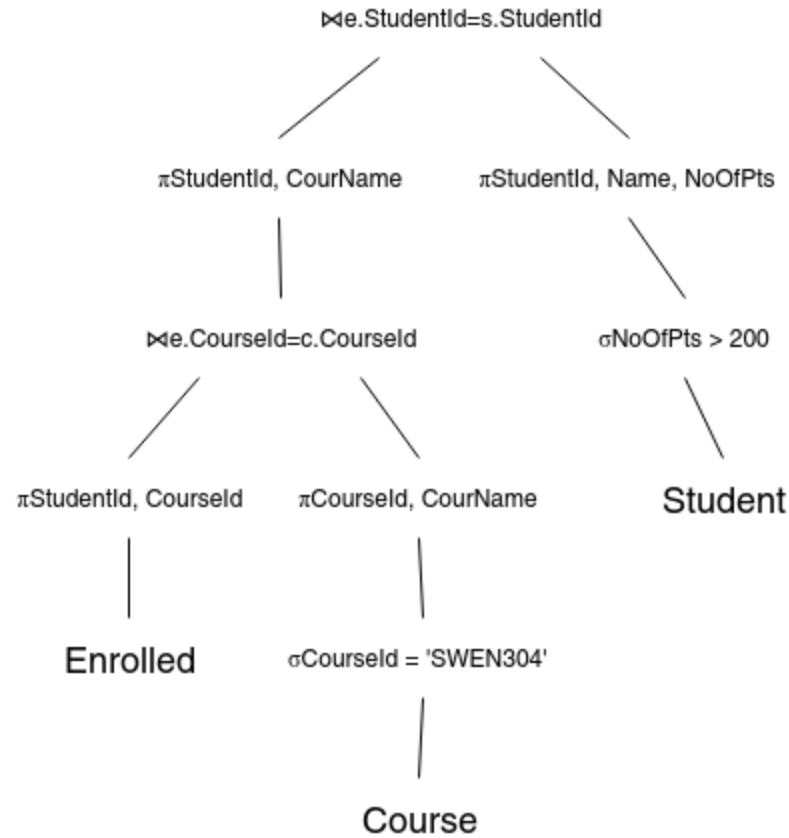 ⋈e.StudentId=s.StudentId
πStudentId, CourName
πStudentId, Name, NoOfPts
⋈e.CourseId=c.CourseId
σNoOfPts > 200
πStudentId, CourseId
πCourseId, CourName
Student
Enrolled
σCourseId = 'SWEN304'
Course